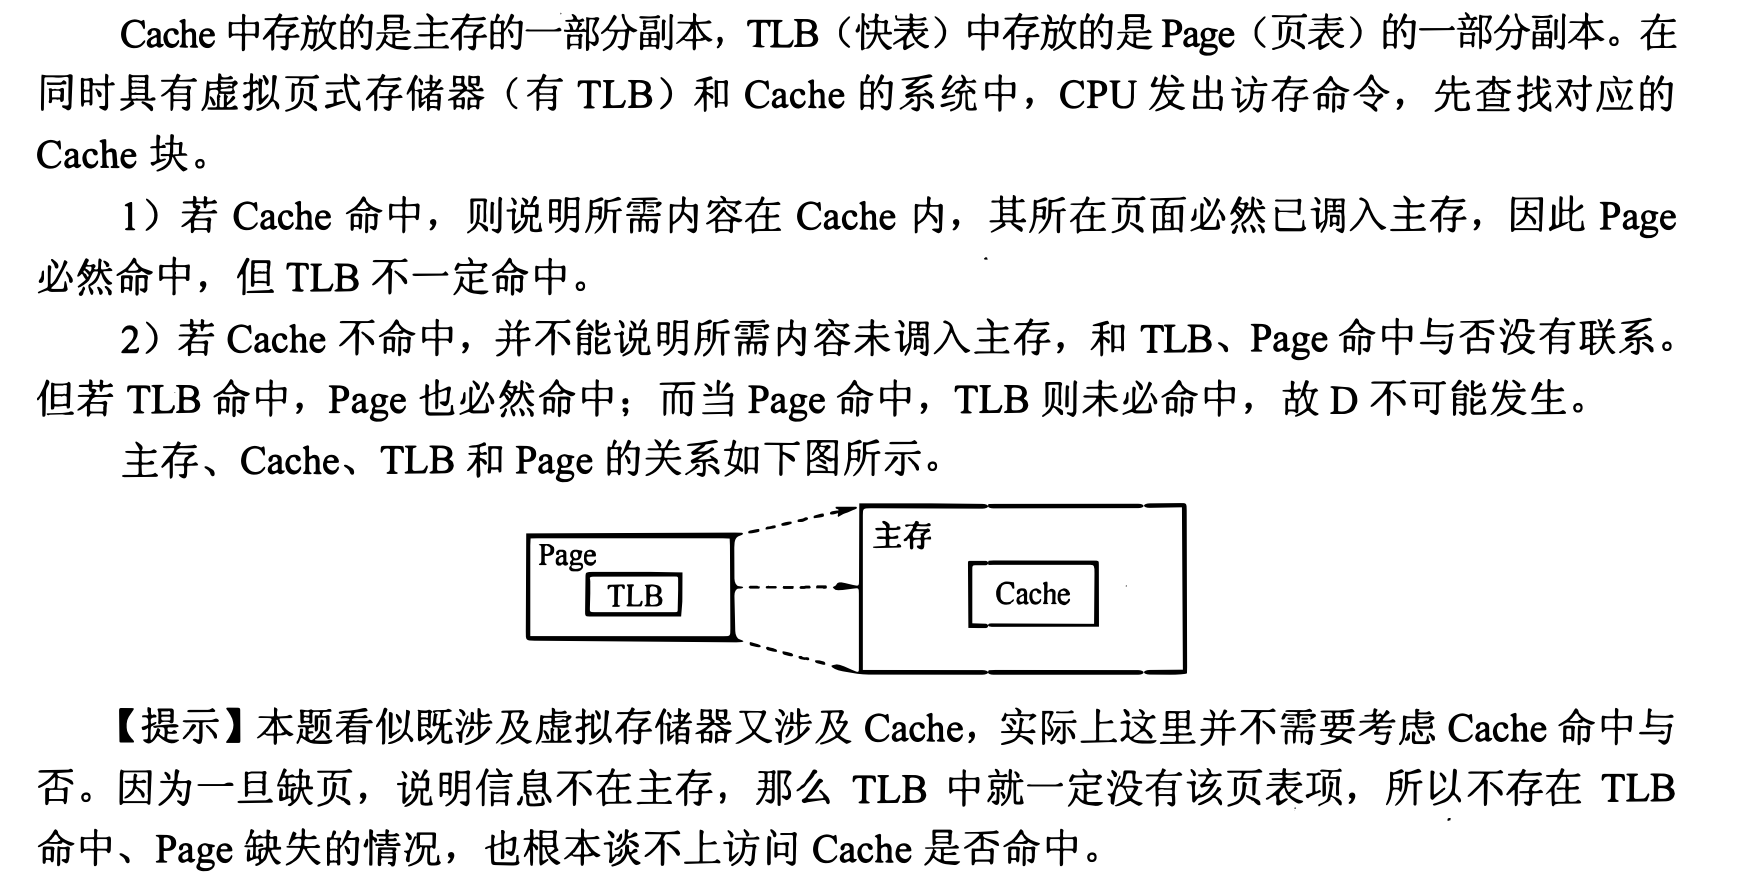 Cache 中存放的是主存的一部分副本，TLB（快表）中存放的是 Page（页表）的一部分副本。在
同时具有虚拟页式存储器（有 TLB）和 Cache 的系统中，CPU 发出访存命令，先查找对应的
Cache 块。
1）若 Cache 命中，则说明所需内容在 Cache 内，其所在页面必然已调入主存，因此 Page
必然命中，但 TLB 不一定命中。
2）若 Cache 不命中，并不能说明所需内容未调入主存，和 TLB、Page 命中与否没有联系。
但若 TLB 命中，Page 也必然命中；而当 Page 命中，TLB 则未必命中，故 D 不可能发生。
主存、Cache、TLB 和 Page 的关系如下图所示。
Page
TLB
主存
Cache
【提示】本题看似既涉及虚拟存储器又涉及 Cache，实际上这里并不需要考虑 Cache 命中与
否。因为一旦缺页，说明信息不在主存，那么 TLB 中就一定没有该页表项，所以不存在 TLB
命中、Page 缺失的情况，也根本谈不上访问 Cache 是否命中。